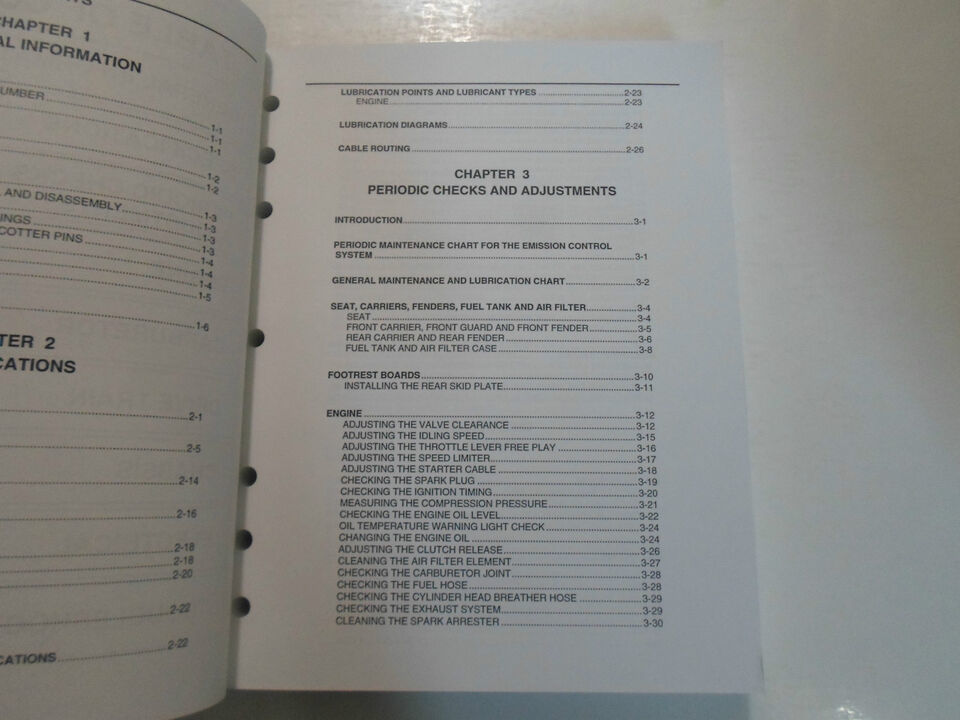 CHAPTER 1
AL INFORMATION
UMBER 1-1
1-1
1-1
1-2
1-2
AND DISASSEMBLY 1-3
INGS 1-3
COTTER PINS 1-3
1-3
1-4
1-4
1-4
1-5
1-6
TER 2
CATIONS
2-1
2-5
2-14
2-16
2-18
2-18
2-20
2-22
2-22
CATIONS
LUBRICATION POINTS AND LUBRICANT TYPES 2-23
ENGINE 2-23
LUBRICATION DIAGRAMS 2-24
CABLE ROUTING 2-26
CHAPTER 3
PERIODIC CHECKS AND ADJUSTMENTS
INTRODUCTION 3-1
PERIODIC MAINTENANCE CHART FOR THE EMISSION CONTROL
SYSTEM 3-1
GENERAL MAINTENANCE AND LUBRICATION CHART 3-2
SEAT, CARRIERS, FENDERS, FUEL TANK AND AIR FILTER 3-4
SEAT 3-4
FRONT CARRIER, FRONT GUARD AND FRONT FENDER 3-5
REAR CARRIER AND REAR FENDER 3-6
FUEL TANK AND AIR FILTER CASE 3-8
FOOTREST BOARDS 3-10
INSTALLING THE REAR SKID PLATE 3-11
ENGINE 3-12
ADJUSTING THE VALVE CLEARANCE 3-12
ADJUSTING THE IDLING SPEED 3-15
ADJUSTING THE THROTTLE LEVER FREE PLAY 3-16
ADJUSTING THE SPEED LIMITER 3-17
ADJUSTING THE STARTER CABLE 3-18
CHECKING THE SPARK PLUG 3-19
CHECKING THE IGNITION TIMING 3-20
MEASURING THE COMPRESSION PRESSURE 3-21
CHECKING THE ENGINE OIL LEVEL 3-22
OIL TEMPERATURE WARNING LIGHT CHECK 3-24
CHANGING THE ENGINE OIL 3-24
ADJUSTING THE CLUTCH RELEASE 3-26
CLEANING THE AIR FILTER ELEMENT 3-27
CHECKING THE CARBURETOR JOINT 3-28
CHECKING THE FUEL HOSE 3-28
CHECKING THE CYLINDER HEAD BREATHER HOSE 3-29
CHECKING THE EXHAUST SYSTEM 3-29
CLEANING THE SPARK ARRESTER 3-30